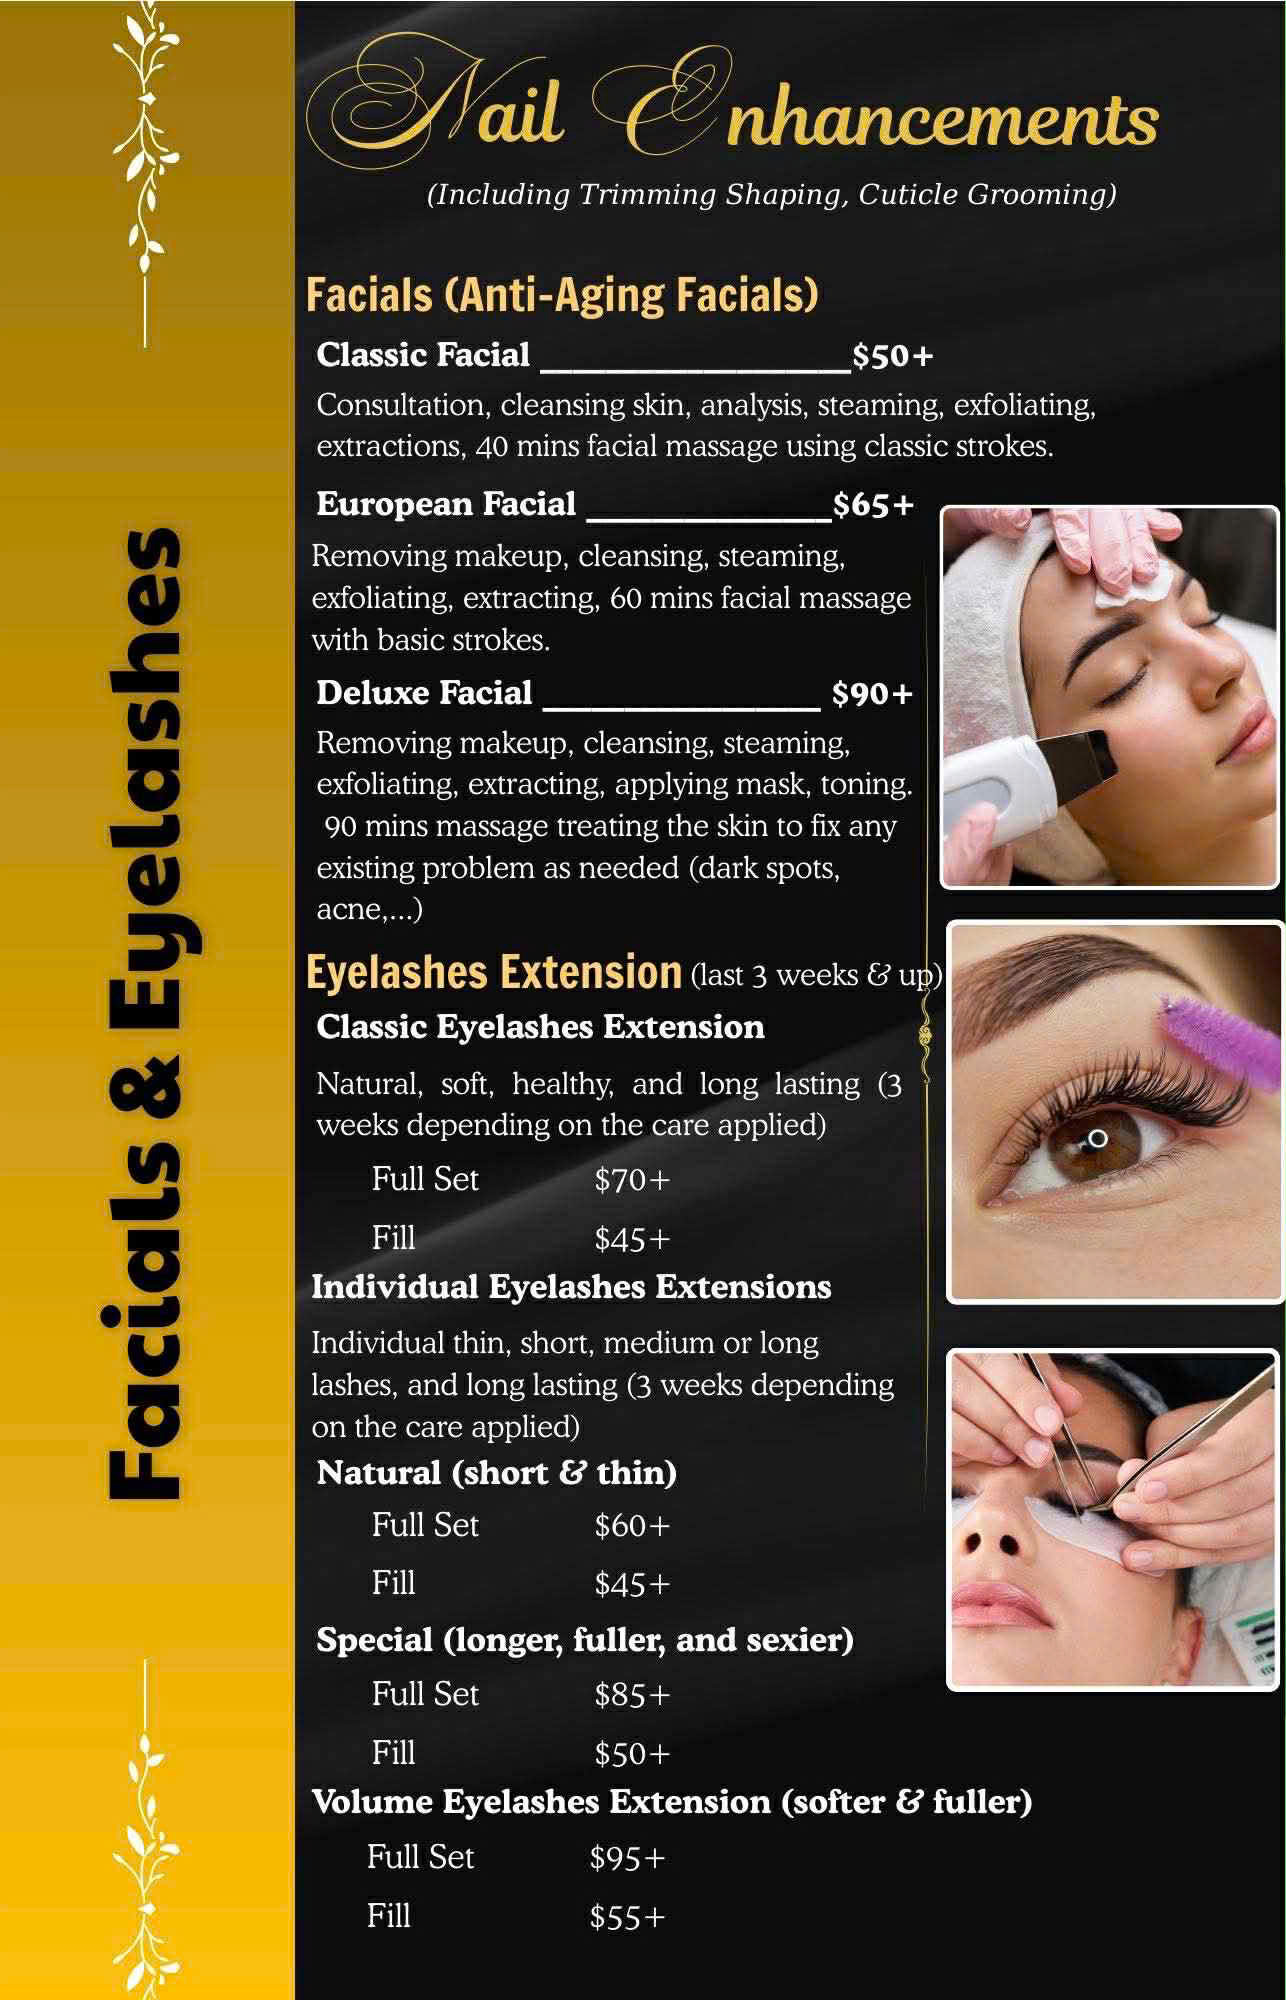 Nail Enhancements
(Including Trimming Shaping, Cuticle Grooming)
Facials & Eyelashes
Facials (Anti-Aging Facials)
Classic Facial ___________________$50+
Consultation, cleansing skin, analysis, steaming, exfoliating,
extractions, 40 mins facial massage using classic strokes.
European Facial _______________$65+
Removing makeup, cleansing, steaming,
exfoliating, extracting, 60 mins facial massage
with basic strokes.
Deluxe Facial _________________ $90+
Removing makeup, cleansing, steaming,
exfoliating, extracting, applying mask, toning.
90 mins massage treating the skin to fix any
existing problem as needed (dark spots,
acne,...)
Eyelashes Extension (last 3 weeks & up)
Classic Eyelashes Extension
Natural, soft, healthy, and long lasting (3
weeks depending on the care applied)
Full Set $70+
Fill $45+
Individual Eyelashes Extensions
Individual thin, short, medium or long
lashes, and long lasting (3 weeks depending
on the care applied)
Natural (short & thin)
Full Set $60+
Fill $45+
Special (longer, fuller, and sexier)
Full Set $85+
Fill $50+
Volume Eyelashes Extension (softer & fuller)
Full Set $95+
Fill $55+